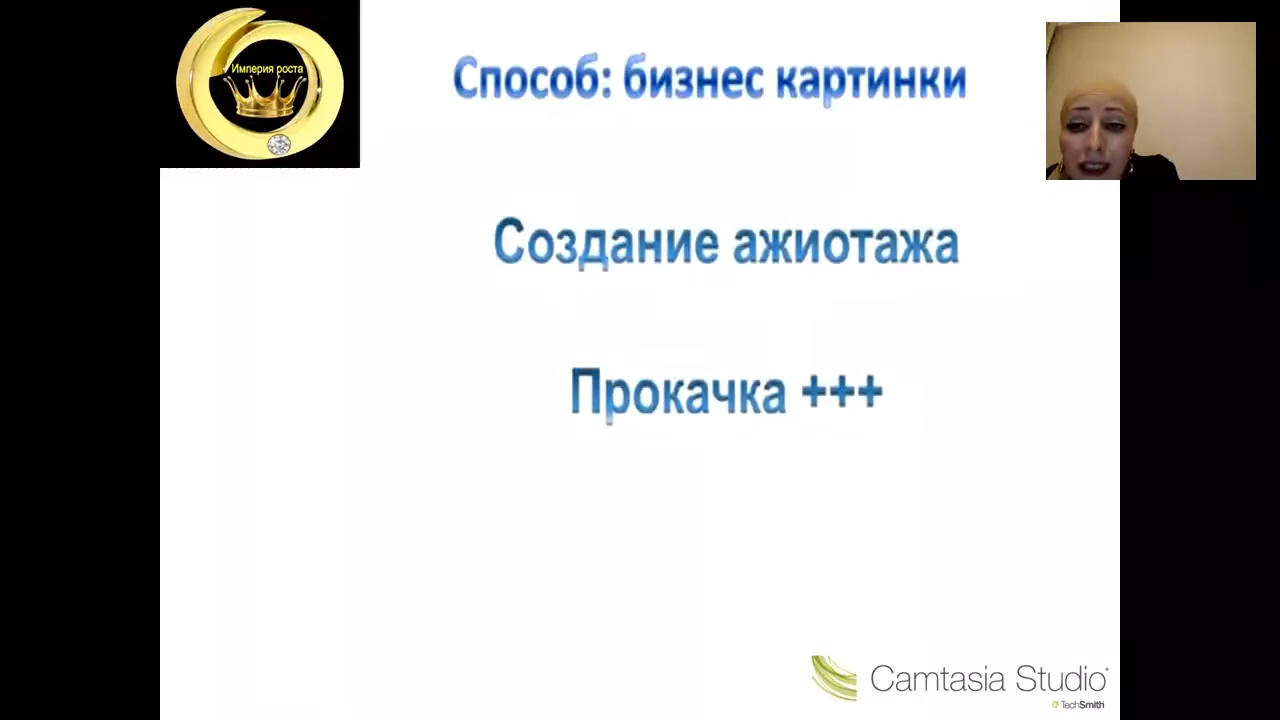 Империя роста
Способ: бизнес картинки
Создание ажиотажа
Прокачка +++
Camtasia Studio®
TechSmith